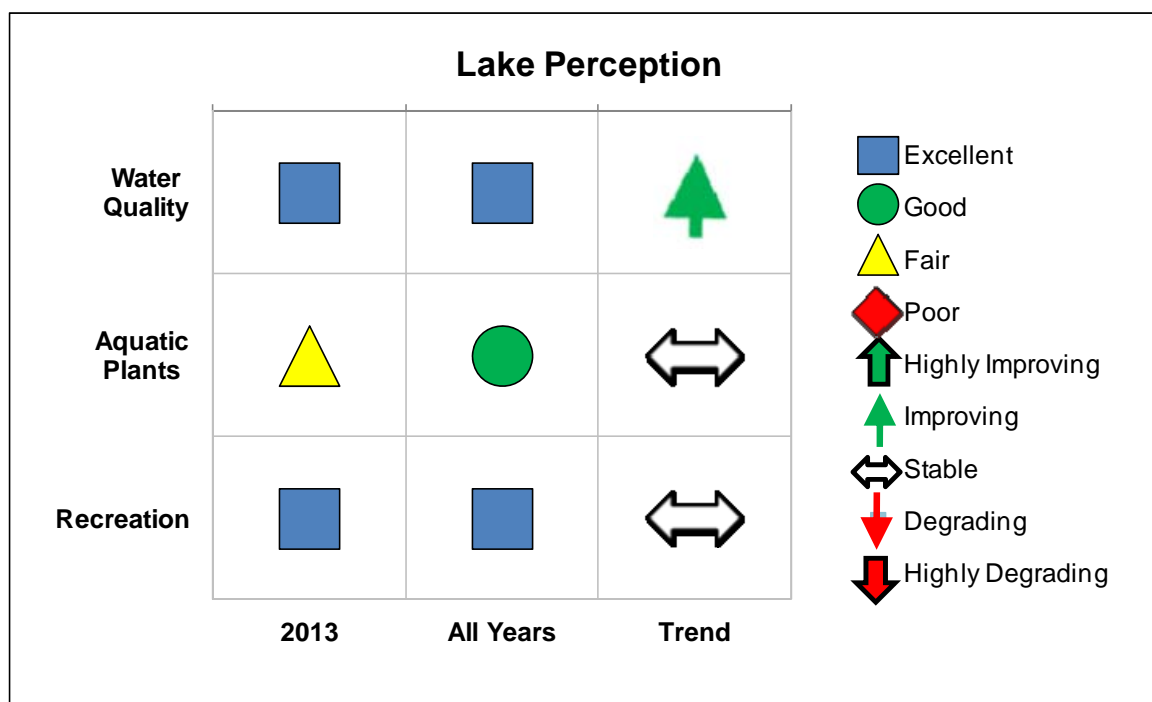 Lake Perception
Water
Quality
Aquatic
Plants
Recreation
2013
All Years
Trend
Excellent
Good
Fair
Poor
Highly Improving
Improving
Stable
Degrading
Highly Degrading